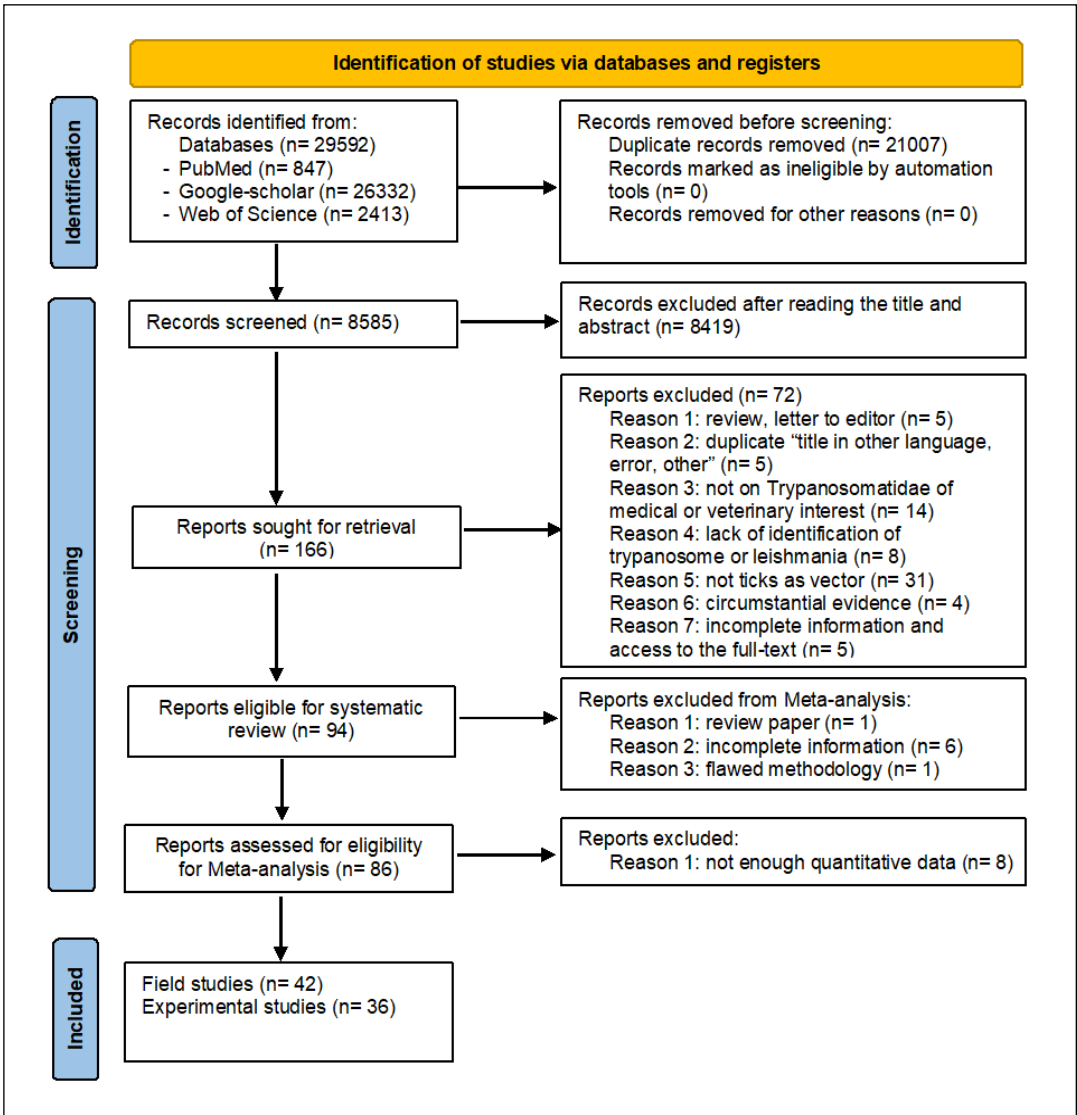 Identification of studies via databases and registers
Identification
Records identified from:
Databases (n= 29592)
- PubMed (n= 847)
- Google-scholar (n= 26332)
- Web of Science (n= 2413)
Records removed before screening:
Duplicate records removed (n= 21007)
Records marked as ineligible by automation
tools (n= 0)
Records removed for other reasons (n= 0)
Screening
Records screened (n= 8585)
Records excluded after reading the title and
abstract (n= 8419)
Reports sought for retrieval
(n= 166)
Reports excluded (n= 72)
Reason 1: review, letter to editor (n= 5)
Reason 2: duplicate “title in other language,
error, other” (n= 5)
Reason 3: not on Trypanosomatidae of
medical or veterinary interest (n= 14)
Reason 4: lack of identification of
trypanosome or leishmania (n= 8)
Reason 5: not ticks as vector (n= 31)
Reason 6: circumstantial evidence (n= 4)
Reason 7: incomplete information and
access to the full-text (n= 5)
Reports eligible for systematic
review (n= 94)
Reports excluded from Meta-analysis:
Reason 1: review paper (n= 1)
Reason 2: incomplete information (n= 6)
Reason 3: flawed methodology (n= 1)
Reports assessed for eligibility
for Meta-analysis (n= 86)
Reports excluded:
Reason 1: not enough quantitative data (n= 8)
Included
Field studies (n= 42)
Experimental studies (n= 36)